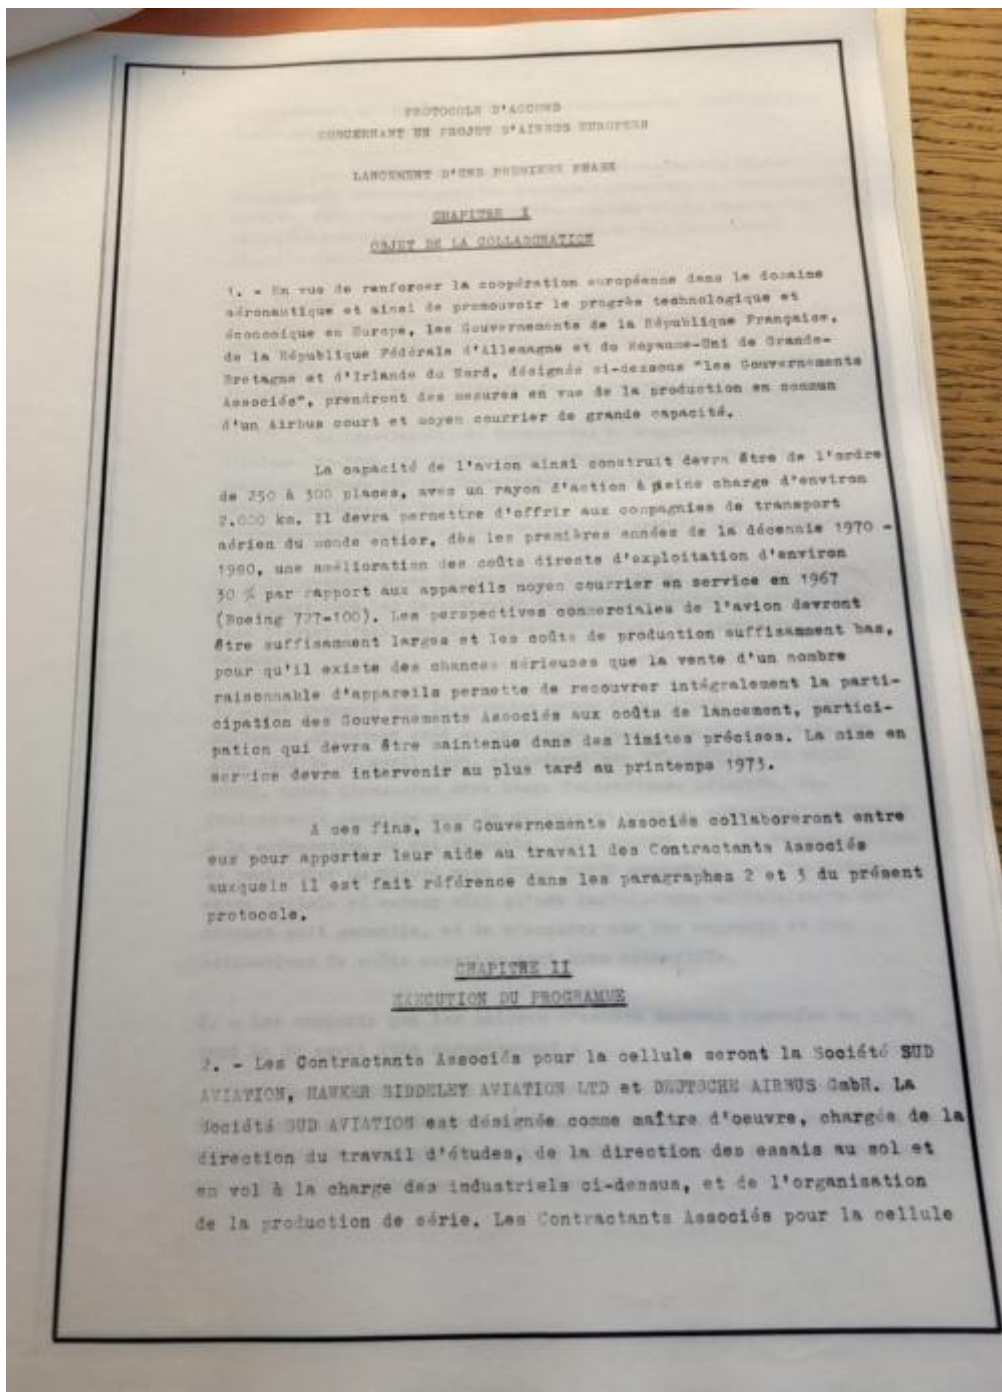 PROTOCOLE D'ACCORD
CONCERNANT UN PROJET D'AIRBUS EUROPEEN
LANCEMENT D'UNE PREMIERE PHASE
CHAPITRE I
OBJET DE LA COLLABORATION
1. - En vue de renforcer la coopération européenne dans le domaine
aéronautique et ainsi de promouvoir le progrès technologique et
économique en Europe, les Gouvernements de la République Française,
de la République Fédérale d'Allemagne et du Royaume-Uni de Grande-
Bretagne et d'Irlande du Nord, désignés ci-dessous "les Gouvernements
Associés", prendront des mesures en vue de la production en commun
d'un Airbus court et moyen courrier de grande capacité.
La capacité de l'avion ainsi construit devra être de l'ordre
de 250 à 300 places, avec un rayon d'action à pleine charge d'environ
2.000 km. Il devra permettre d'offrir aux compagnies de transport
aérien du monde entier, dès les premières années de la décennie 1970 -
1980, une amélioration des coûts directs d'exploitation d'environ
30 % par rapport aux appareils moyen courrier en service en 1967
(Boeing 727-100). Les perspectives commerciales de l'avion devront
être suffisamment larges et les coûts de production suffisamment bas,
pour qu'il existe des chances sérieuses que la vente d'un nombre
raisonnable d'appareils permette de recouvrer intégralement la parti-
cipation des Gouvernements Associés aux coûts de lancement, partici-
pation qui devra être maintenue dans des limites précises. La mise en
service devra intervenir au plus tard au printemps 1973.
A ces fins, les Gouvernements Associés collaboreront entre
eux pour apporter leur aide au travail des Contractants Associés
auxquels il est fait référence dans les paragraphes 2 et 3 du présent
protocole.
CHAPITRE II
EXECUTION DU PROGRAMME
2. - Les Contractants Associés pour la cellule seront la Société SUD
AVIATION, HAWKER SIDDELEY AVIATION LTD et DEUTSCHE AIRBUS GmbH. La
Société SUD AVIATION est désignée comme maître d'oeuvre, chargée de la
direction du travail d'études, de la direction des essais au sol et
en vol à la charge des industriels ci-dessus, et de l'organisation
de la production de série. Les Contractants Associés pour la cellule